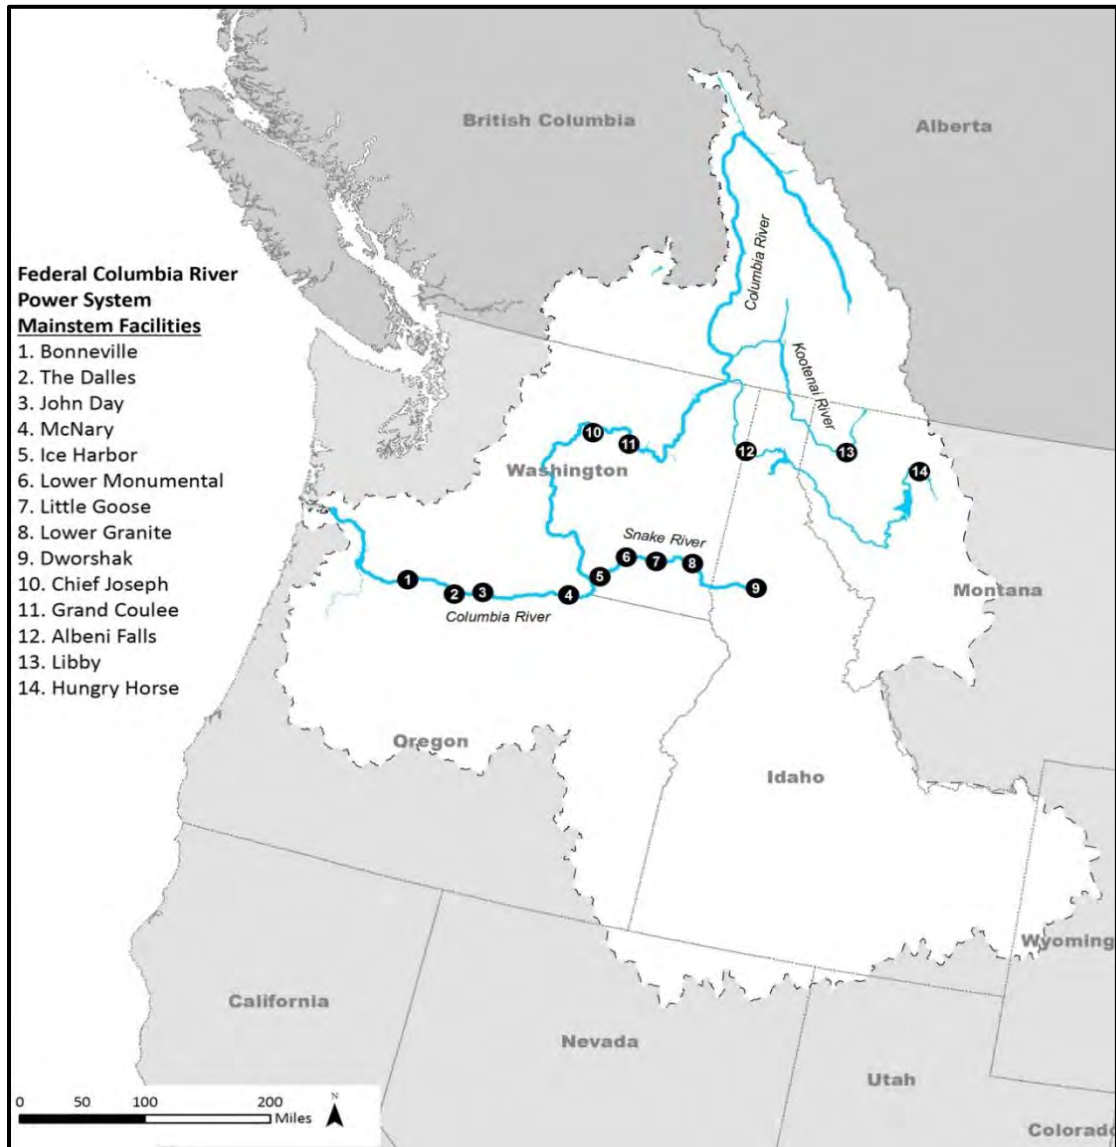 British Columbia
Alberta
Columbia River
Kootenai River
Federal Columbia River
Power System
Mainstem Facilities
1. Bonneville
2. The Dalles
3. John Day
4. McNary
5. Ice Harbor
6. Lower Monumental
7. Little Goose
8. Lower Granite
9. Dworshak
10. Chief Joseph
11. Grand Coulee
12. Albeni Falls
13. Libby
14. Hungry Horse
10
11
12
13
14
Washington
Snake River
6
7
8
5
9
1
2
3
4
Columbia River
Montana
Oregon
Idaho
Wyoming
California
Nevada
Utah
Colorado
0 50 100 200
Miles
N